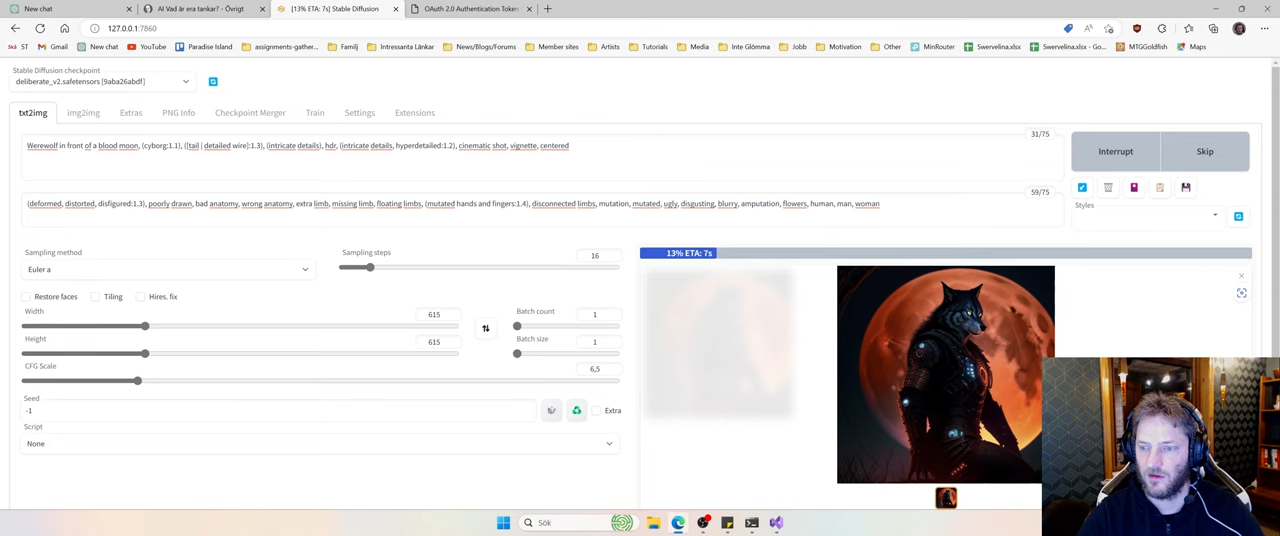 New chat
AI Vad är era tankar? - Övrigt
[13% ETA: 7s] Stable Diffusion
OAuth 2.0 Authentication Token
127.0.0.1:7860
ST
Gmail
New chat
YouTube
Paradise Island
assignments-gather...
Familj
Intressanta Länkar
News/Blogs/Forums
Member sites
Artists
Tutorials
Media
Inte Glömma
Jobb
Motivation
Other
MinRouter
Swervelina.xlsx
Swervelina.xlsx - Go...
MTGGoldfish
Maps
Stable Diffusion checkpoint
deliberate_v2.safetensors [9aba26abdf]
txt2img
img2img
Extras
PNG Info
Checkpoint Merger
Train
Settings
Extensions
31/75
Werewolf in front of a blood moon, (cyborg:1.1), ([tail | detailed wire]:1.3), (intricate details), hdr, (intricate details, hyperdetailed:1.2), cinematic shot, vignette, centered
Interrupt
Skip
59/75
(deformed, distorted, disfigured:1.3), poorly drawn, bad anatomy, wrong anatomy, extra limb, missing limb, floating limbs, (mutated hands and fingers:1.4), disconnected limbs, mutation, mutated, ugly, disgusting, blurry, amputation, flowers, human, man, woman
Styles
Sampling method
Euler a
Sampling steps
16
13% ETA: 7s
Restore faces
Tiling
Hires. fix
Width
615
Batch count
1
Height
615
Batch size
1
CFG Scale
6,5
Seed
-1
Extra
Script
None
Sök